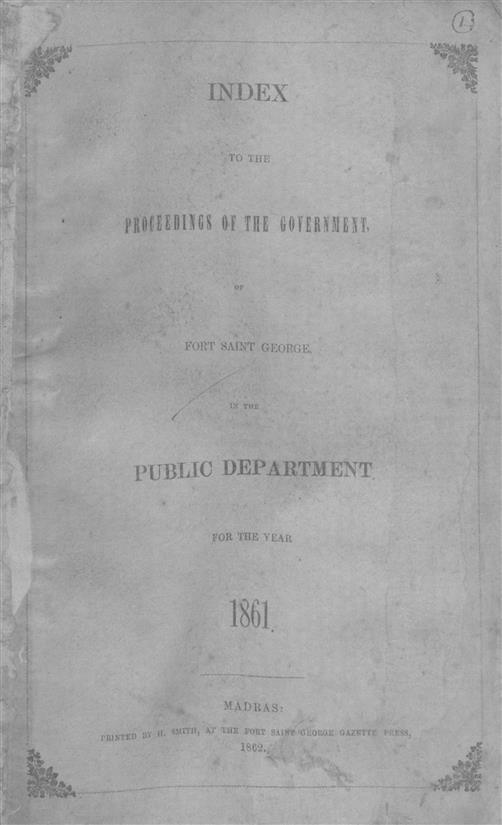 1.
INDEX
TO THE
PROCEEDINGS OF THE GOVERNMENT,
OF
FORT SAINT GEORGE,
IN THE
PUBLIC DEPARTMENT
FOR THE YEAR
1861.
MADRAS:
PRINTED BY H. SMITH, AT THE FORT SAINT GEORGE GAZETTE PRESS,
1862.